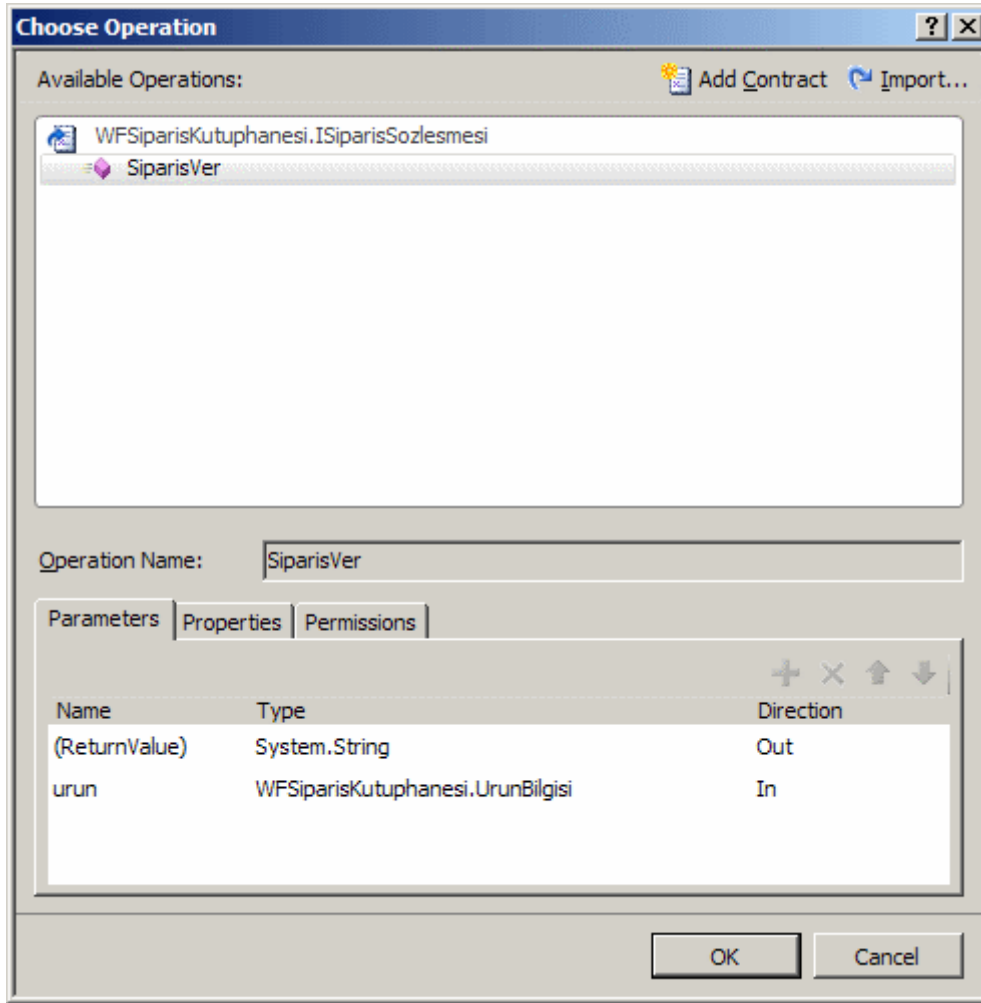 Choose Operation
Available Operations: Add Contract Import...
WFSiparisKutuphanesi.ISiparisSozlesmesi
SiparisVer
Operation Name: SiparisVer
Parameters Properties Permissions
Name Type Direction
(ReturnValue) System.String Out
urun WFSiparisKutuphanesi.UrunBilgisi In
OK Cancel